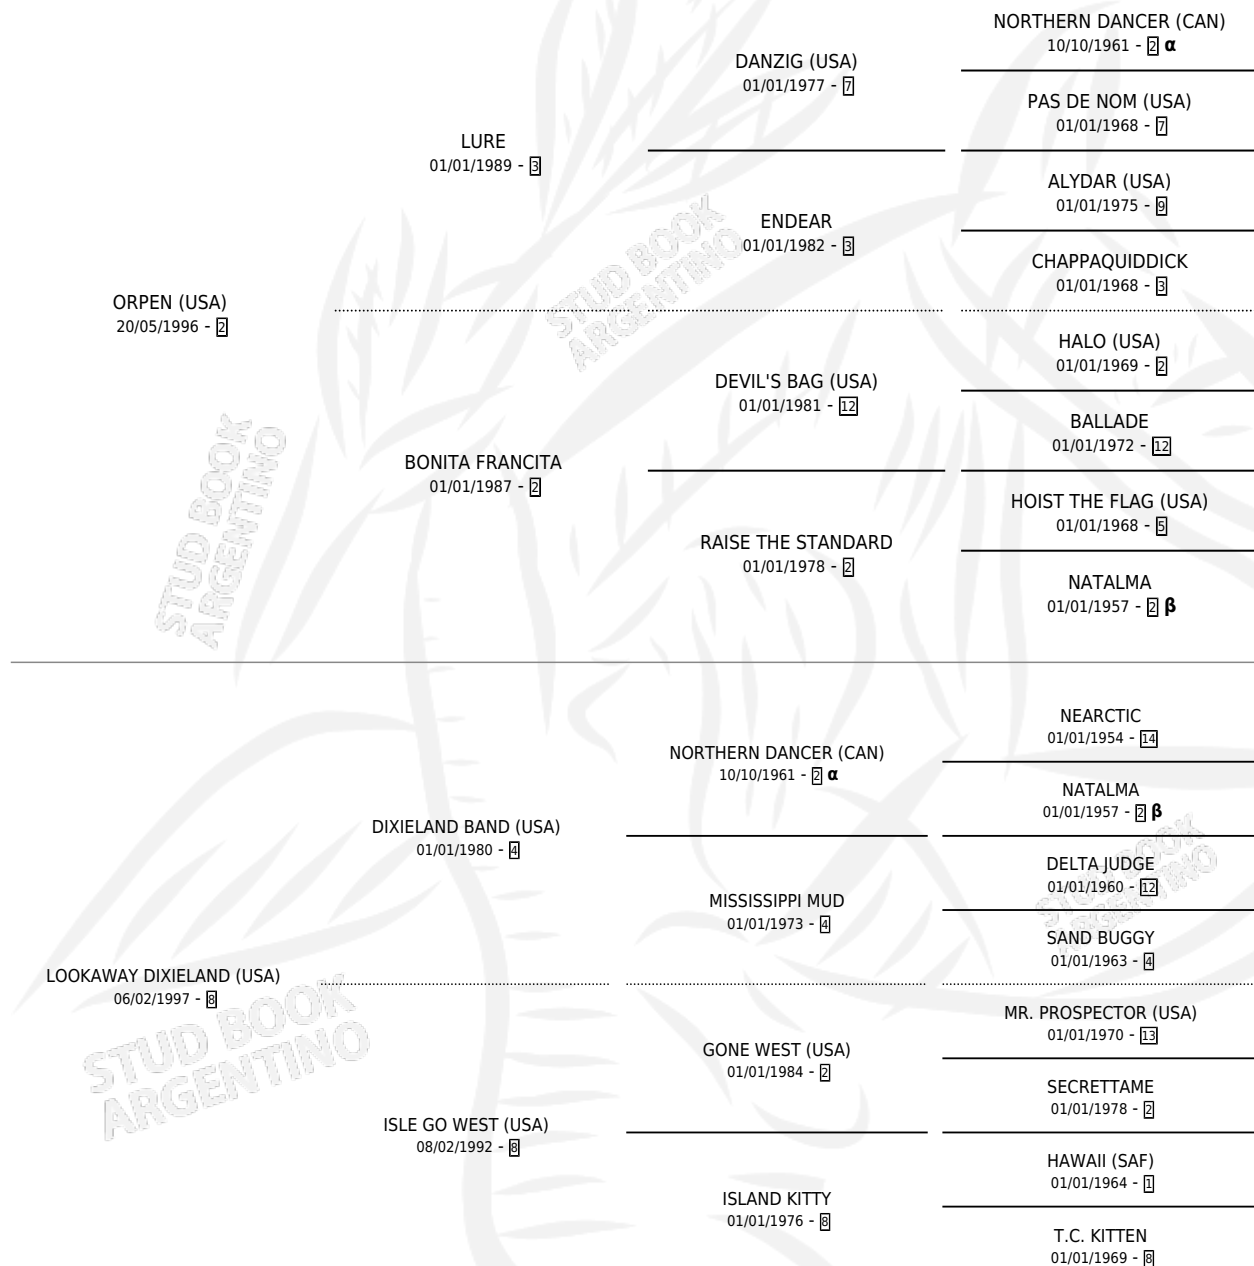 NORTHERN DANCER (CAN)
10/10/1961 - 2 α
DANZIG (USA)
01/01/1977 - 7
PAS DE NOM (USA)
01/01/1968 - 7
LURE
01/01/1989 - 3
ALYDAR (USA)
01/01/1975 - 9
ENDEAR
01/01/1982 - 3
CHAPPAQUIDDICK
01/01/1968 - 3
ORPEN (USA)
20/05/1996 - 2
HALO (USA)
01/01/1969 - 2
DEVIL'S BAG (USA)
01/01/1981 - 12
BALLADE
01/01/1972 - 12
BONITA FRANCITA
01/01/1987 - 2
HOIST THE FLAG (USA)
01/01/1968 - 5
RAISE THE STANDARD
01/01/1978 - 2
NATALMA
01/01/1957 - 2 β
NEARCTIC
01/01/1954 - 14
NORTHERN DANCER (CAN)
10/10/1961 - 2 α
NATALMA
01/01/1957 - 2 β
DIXIELAND BAND (USA)
01/01/1980 - 4
DELTA JUDGE
01/01/1960 - 12
MISSISSIPPI MUD
01/01/1973 - 4
SAND BUGGY
01/01/1963 - 4
LOOKAWAY DIXIELAND (USA)
06/02/1997 - 8
MR. PROSPECTOR (USA)
01/01/1970 - 13
GONE WEST (USA)
01/01/1984 - 2
SECRETTAME
01/01/1978 - 2
ISLE GO WEST (USA)
08/02/1992 - 8
HAWAII (SAF)
01/01/1964 - 1
ISLAND KITTY
01/01/1976 - 8
T.C. KITTEN
01/01/1969 - 8
STUD BOOK
ARGENTINO
STUD BOOK
ARGENTINO
STUD BOOK
ARGENTINO
STUD BOOK
ARGENTINO